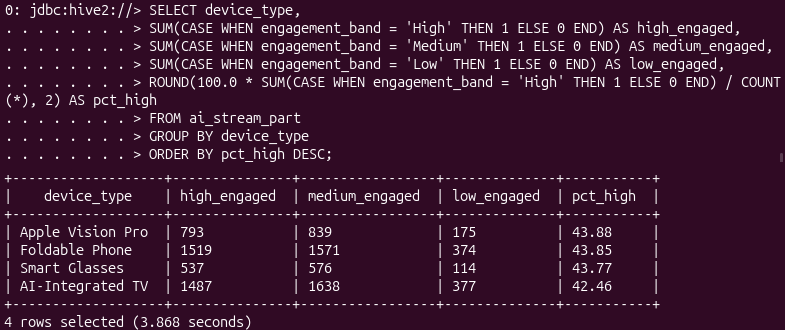 0: jdbc:hive2://> SELECT device_type,
. . . . . . . . > SUM(CASE WHEN engagement_band = 'High' THEN 1 ELSE 0 END) AS high_engaged,
. . . . . . . . > SUM(CASE WHEN engagement_band = 'Medium' THEN 1 ELSE 0 END) AS medium_engaged,
. . . . . . . . > SUM(CASE WHEN engagement_band = 'Low' THEN 1 ELSE 0 END) AS low_engaged,
. . . . . . . . > ROUND(100.0 * SUM(CASE WHEN engagement_band = 'High' THEN 1 ELSE 0 END) / COUNT
(*), 2) AS pct_high
. . . . . . . . > FROM ai_stream_part
. . . . . . . . > GROUP BY device_type
. . . . . . . . > ORDER BY pct_high DESC;
+-------------------+---------------+-----------------+--------------+-----------+
|    device_type    | high_engaged  | medium_engaged  | low_engaged  | pct_high  |
+-------------------+---------------+-----------------+--------------+-----------+
| Apple Vision Pro  | 793           | 839             | 175          | 43.88     |
| Foldable Phone    | 1519          | 1571            | 374          | 43.85     |
| Smart Glasses     | 537           | 576             | 114          | 43.77     |
| AI-Integrated TV  | 1487          | 1638            | 377          | 42.46     |
+-------------------+---------------+-----------------+--------------+-----------+
4 rows selected (3.868 seconds)